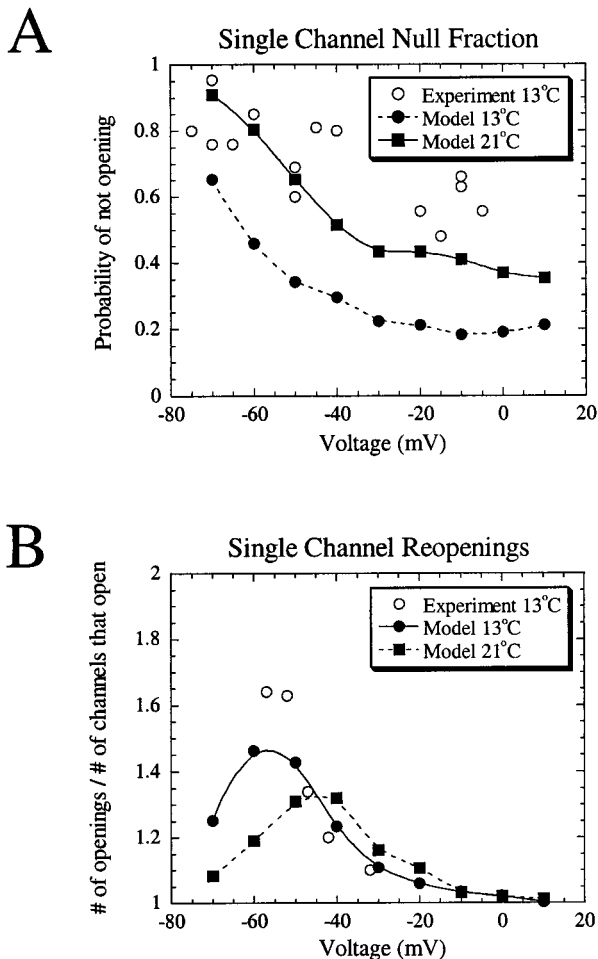 A
Single Channel Null Fraction
Probability of not opening
1
0.8
0.6
0.4
0.2
0
Experiment 13°C
Model 13°C
Model 21°C
-80 -60 -40 -20 0 20
Voltage (mV)
B
Single Channel Reopenings
# of openings / # of channels that open
2
1.8
1.6
1.4
1.2
1
Experiment 13°C
Model 13°C
Model 21°C
-80 -60 -40 -20 0 20
Voltage (mV)